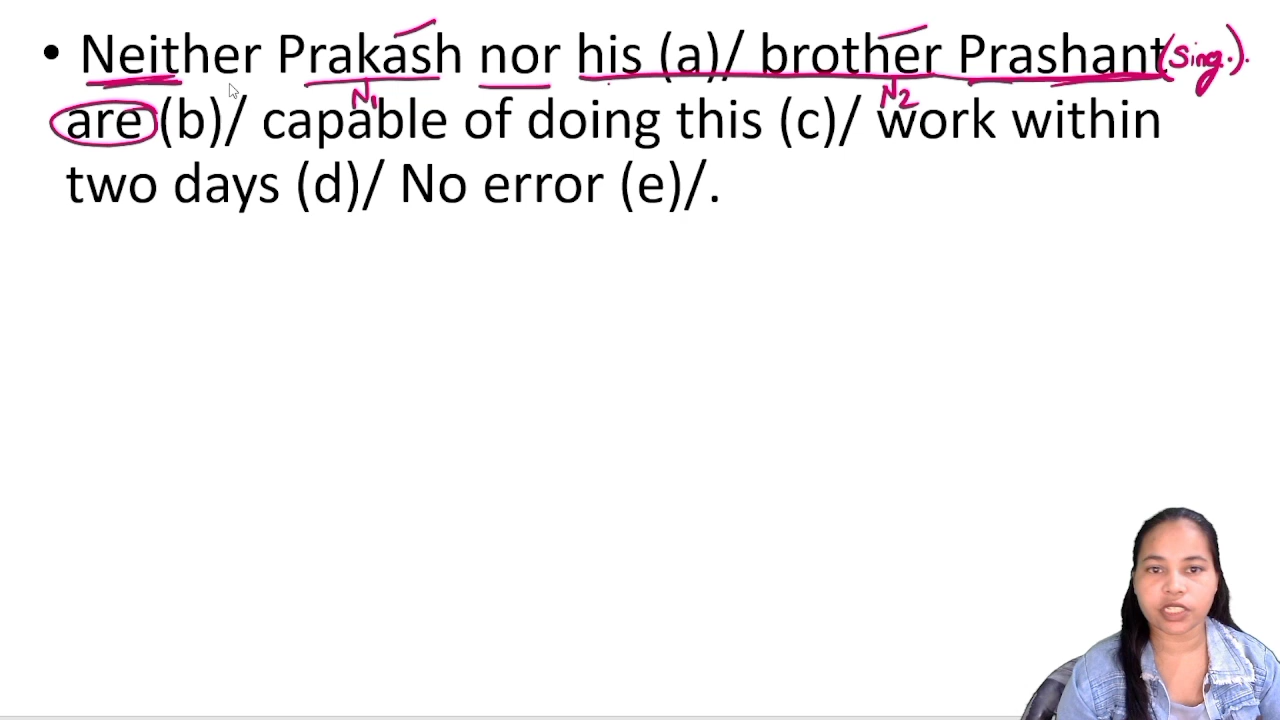 • Neither Prakash nor his (a)/ brother Prashant (Sing.).
N1 N2
are (b)/ capable of doing this (c)/ work within
two days (d)/ No error (e)/.